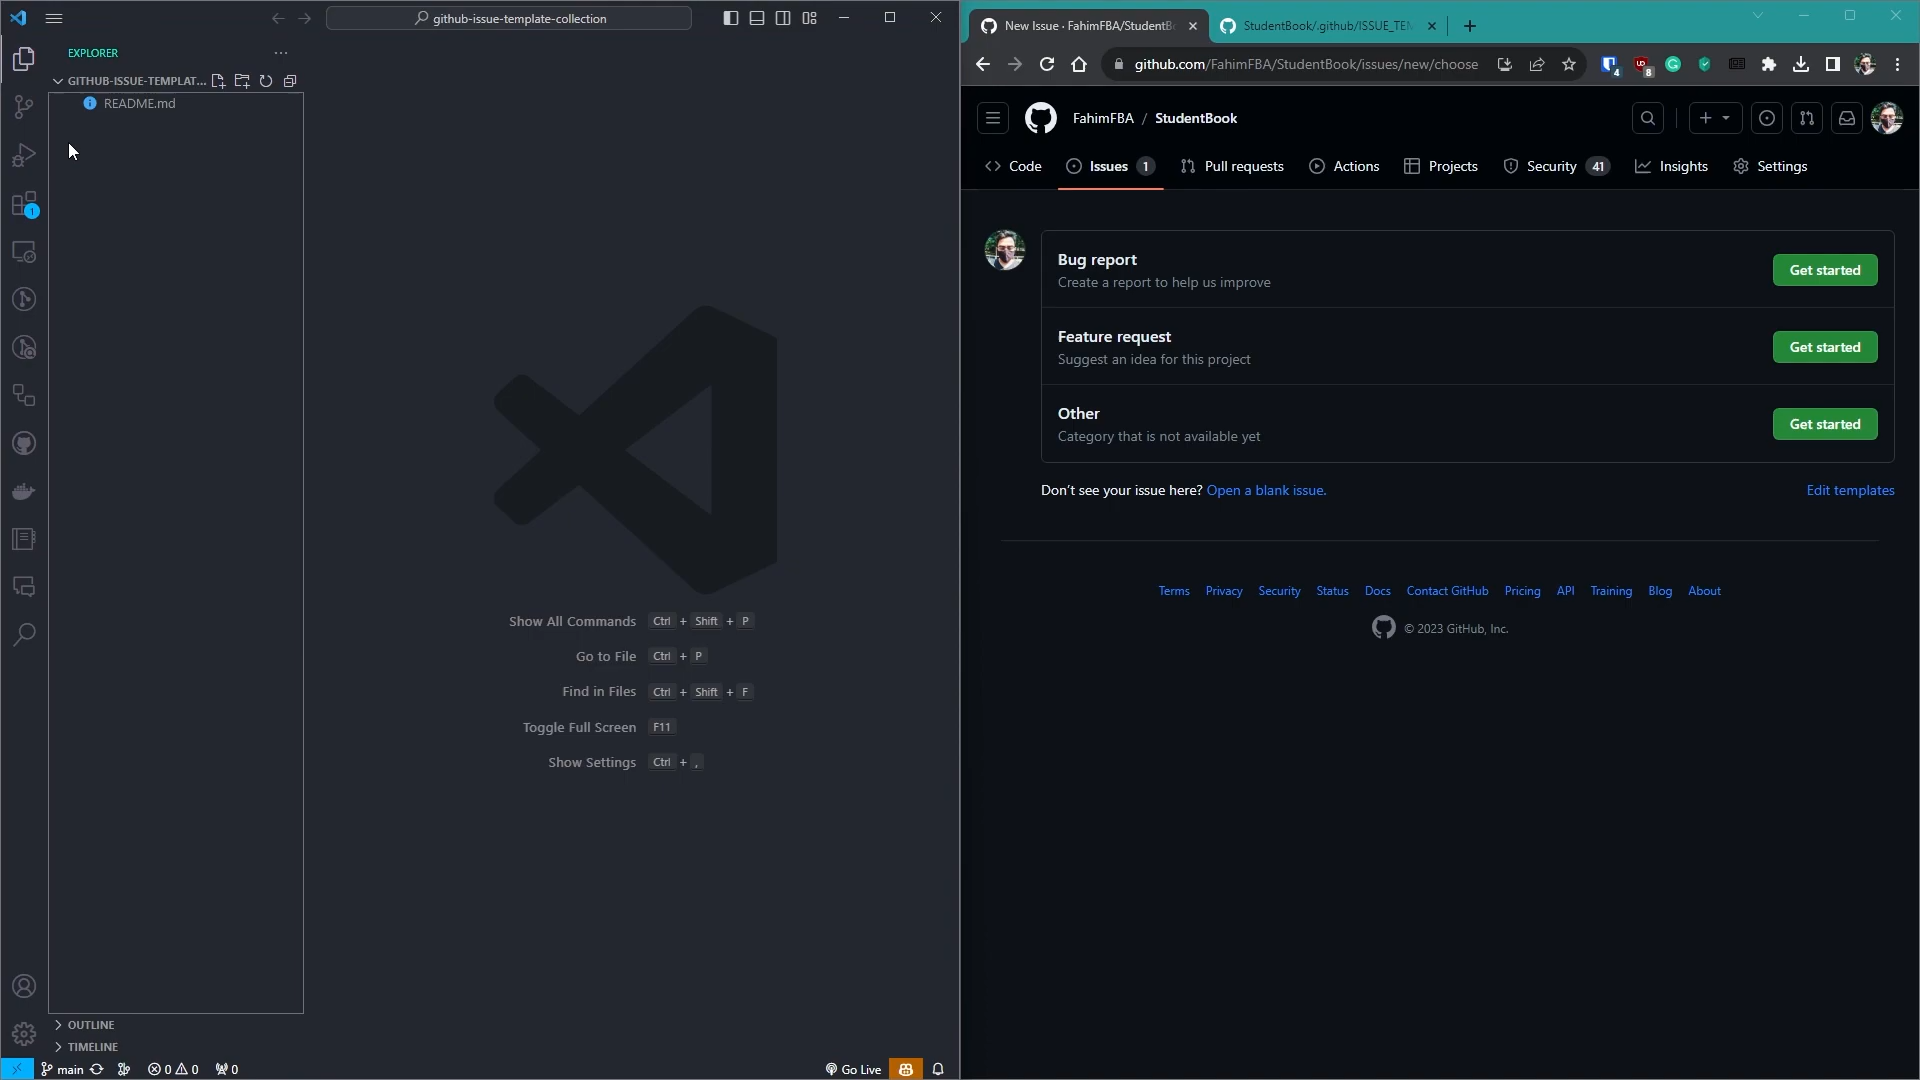 github-issue-template-collection
EXPLORER
GITHUB-ISSUE-TEMPLAT...
README.md
1
Show All Commands Ctrl + Shift + P
Go to File Ctrl + P
Find in Files Ctrl + Shift + F
Toggle Full Screen F11
Show Settings Ctrl + ,
OUTLINE
TIMELINE
main 0 0 0 Go Live
New Issue · FahimFBA/StudentB
StudentBook/.github/ISSUE_TEM
github.com/FahimFBA/StudentBook/issues/new/choose
4
8
FahimFBA / StudentBook
Code Issues 1 Pull requests Actions Projects Security 41 Insights Settings
Bug report
Create a report to help us improve
Get started
Feature request
Suggest an idea for this project
Get started
Other
Category that is not available yet
Get started
Don’t see your issue here? Open a blank issue. Edit templates
Terms Privacy Security Status Docs Contact GitHub Pricing API Training Blog About
© 2023 GitHub, Inc.